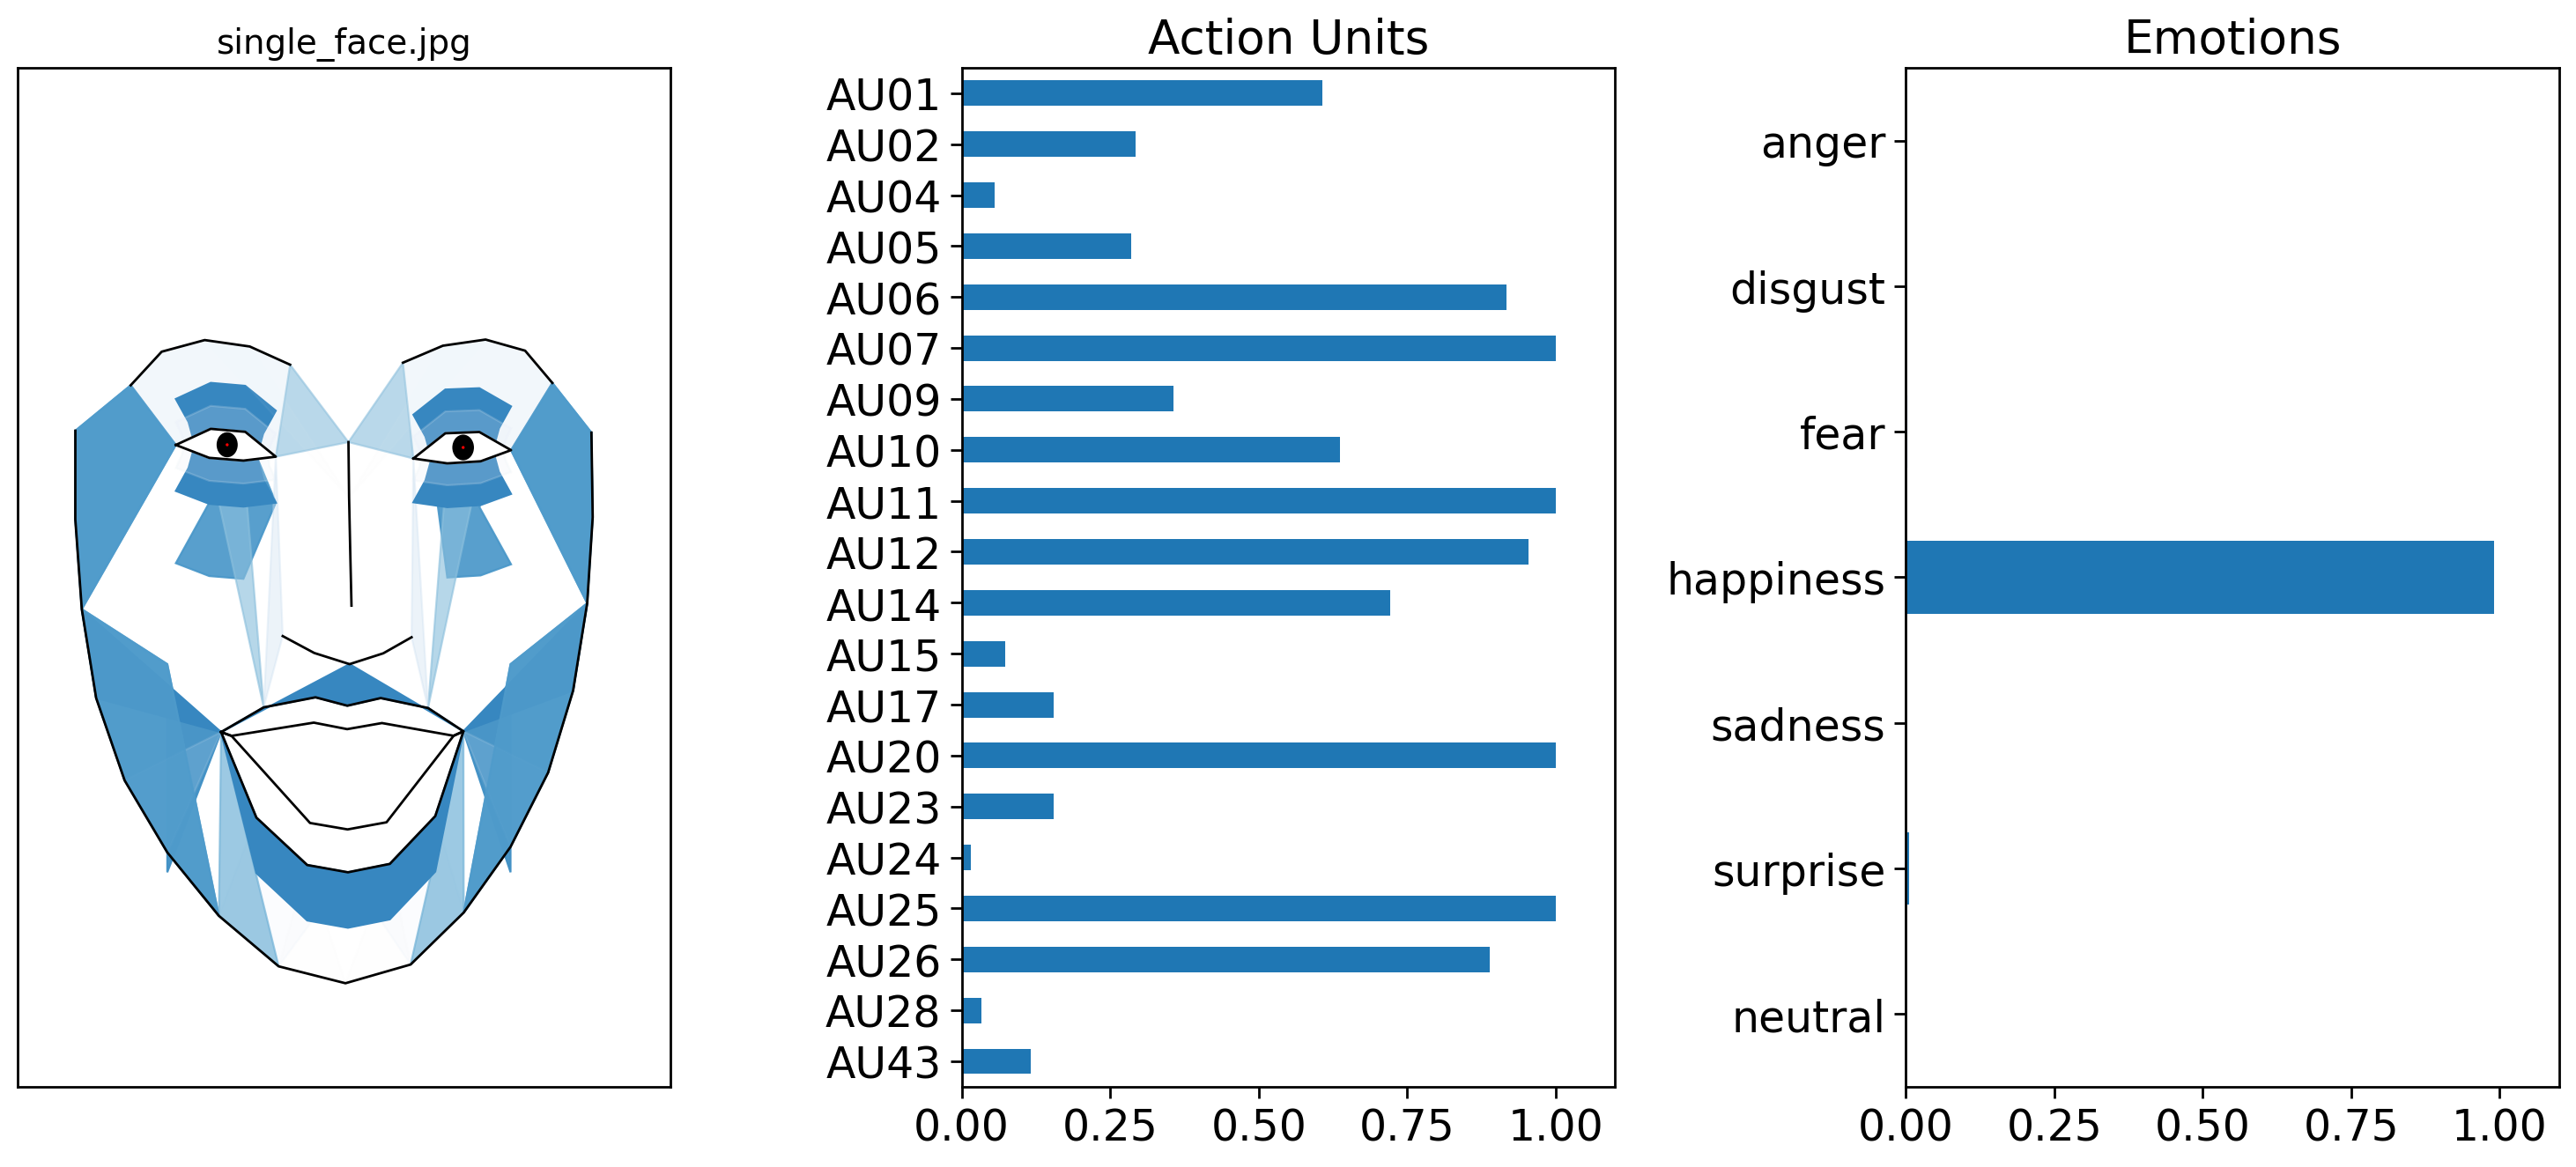 single_face.jpg
Action Units
AU01
AU02
AU04
AU05
AU06
AU07
AU09
AU10
AU11
AU12
AU14
AU15
AU17
AU20
AU23
AU24
AU25
AU26
AU28
AU43
0.00 0.25 0.50 0.75 1.00
Emotions
anger
disgust
fear
happiness
sadness
surprise
neutral
0.00 0.25 0.50 0.75 1.00